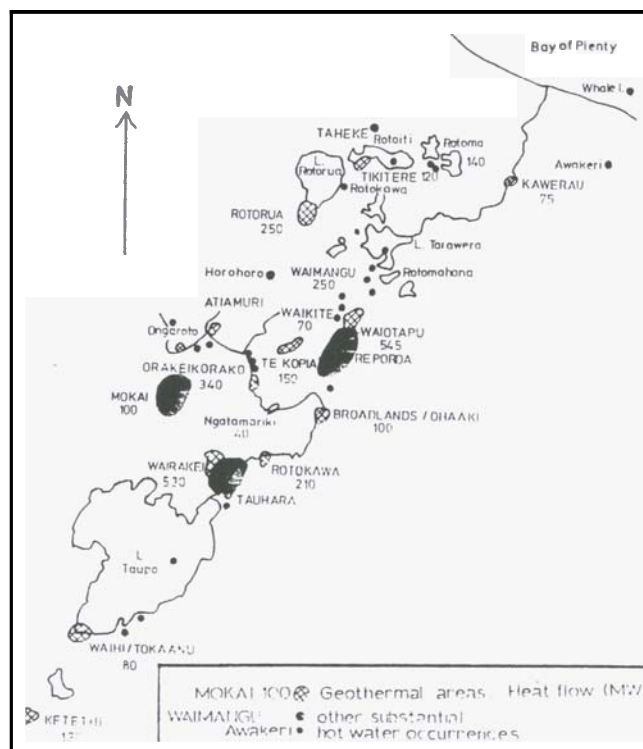 Bay of Plenty
N
Whale I.
TAHEKE
Rotoiti
Rotoma
140
L.
Rotorua
TIKITERE 120
Awakeri
Rotokawa
KAWERAU
75
ROTORUA
250
L. Tarawera
Horohoro
WAIMANGU
250
Rotomahana
ATIAMURI
WAIKITE
70
Ongaroto
WAIOTAPU
545
TE KOPIA
150
REPOROA
ORAKEIKORAKO
340
MOKAI
100
BROADLANDS / OHAAKI
100
Ngatamariki
40
WAIRAKEI
530
ROTOKAWA
210
TAUHARA
L
Taupo
WAIHI/TOKAANU
80
MOKAI 100 Geothermal areas Heat flow (MW
WAIMANGU other substantial
Awakeri hot water occurrences